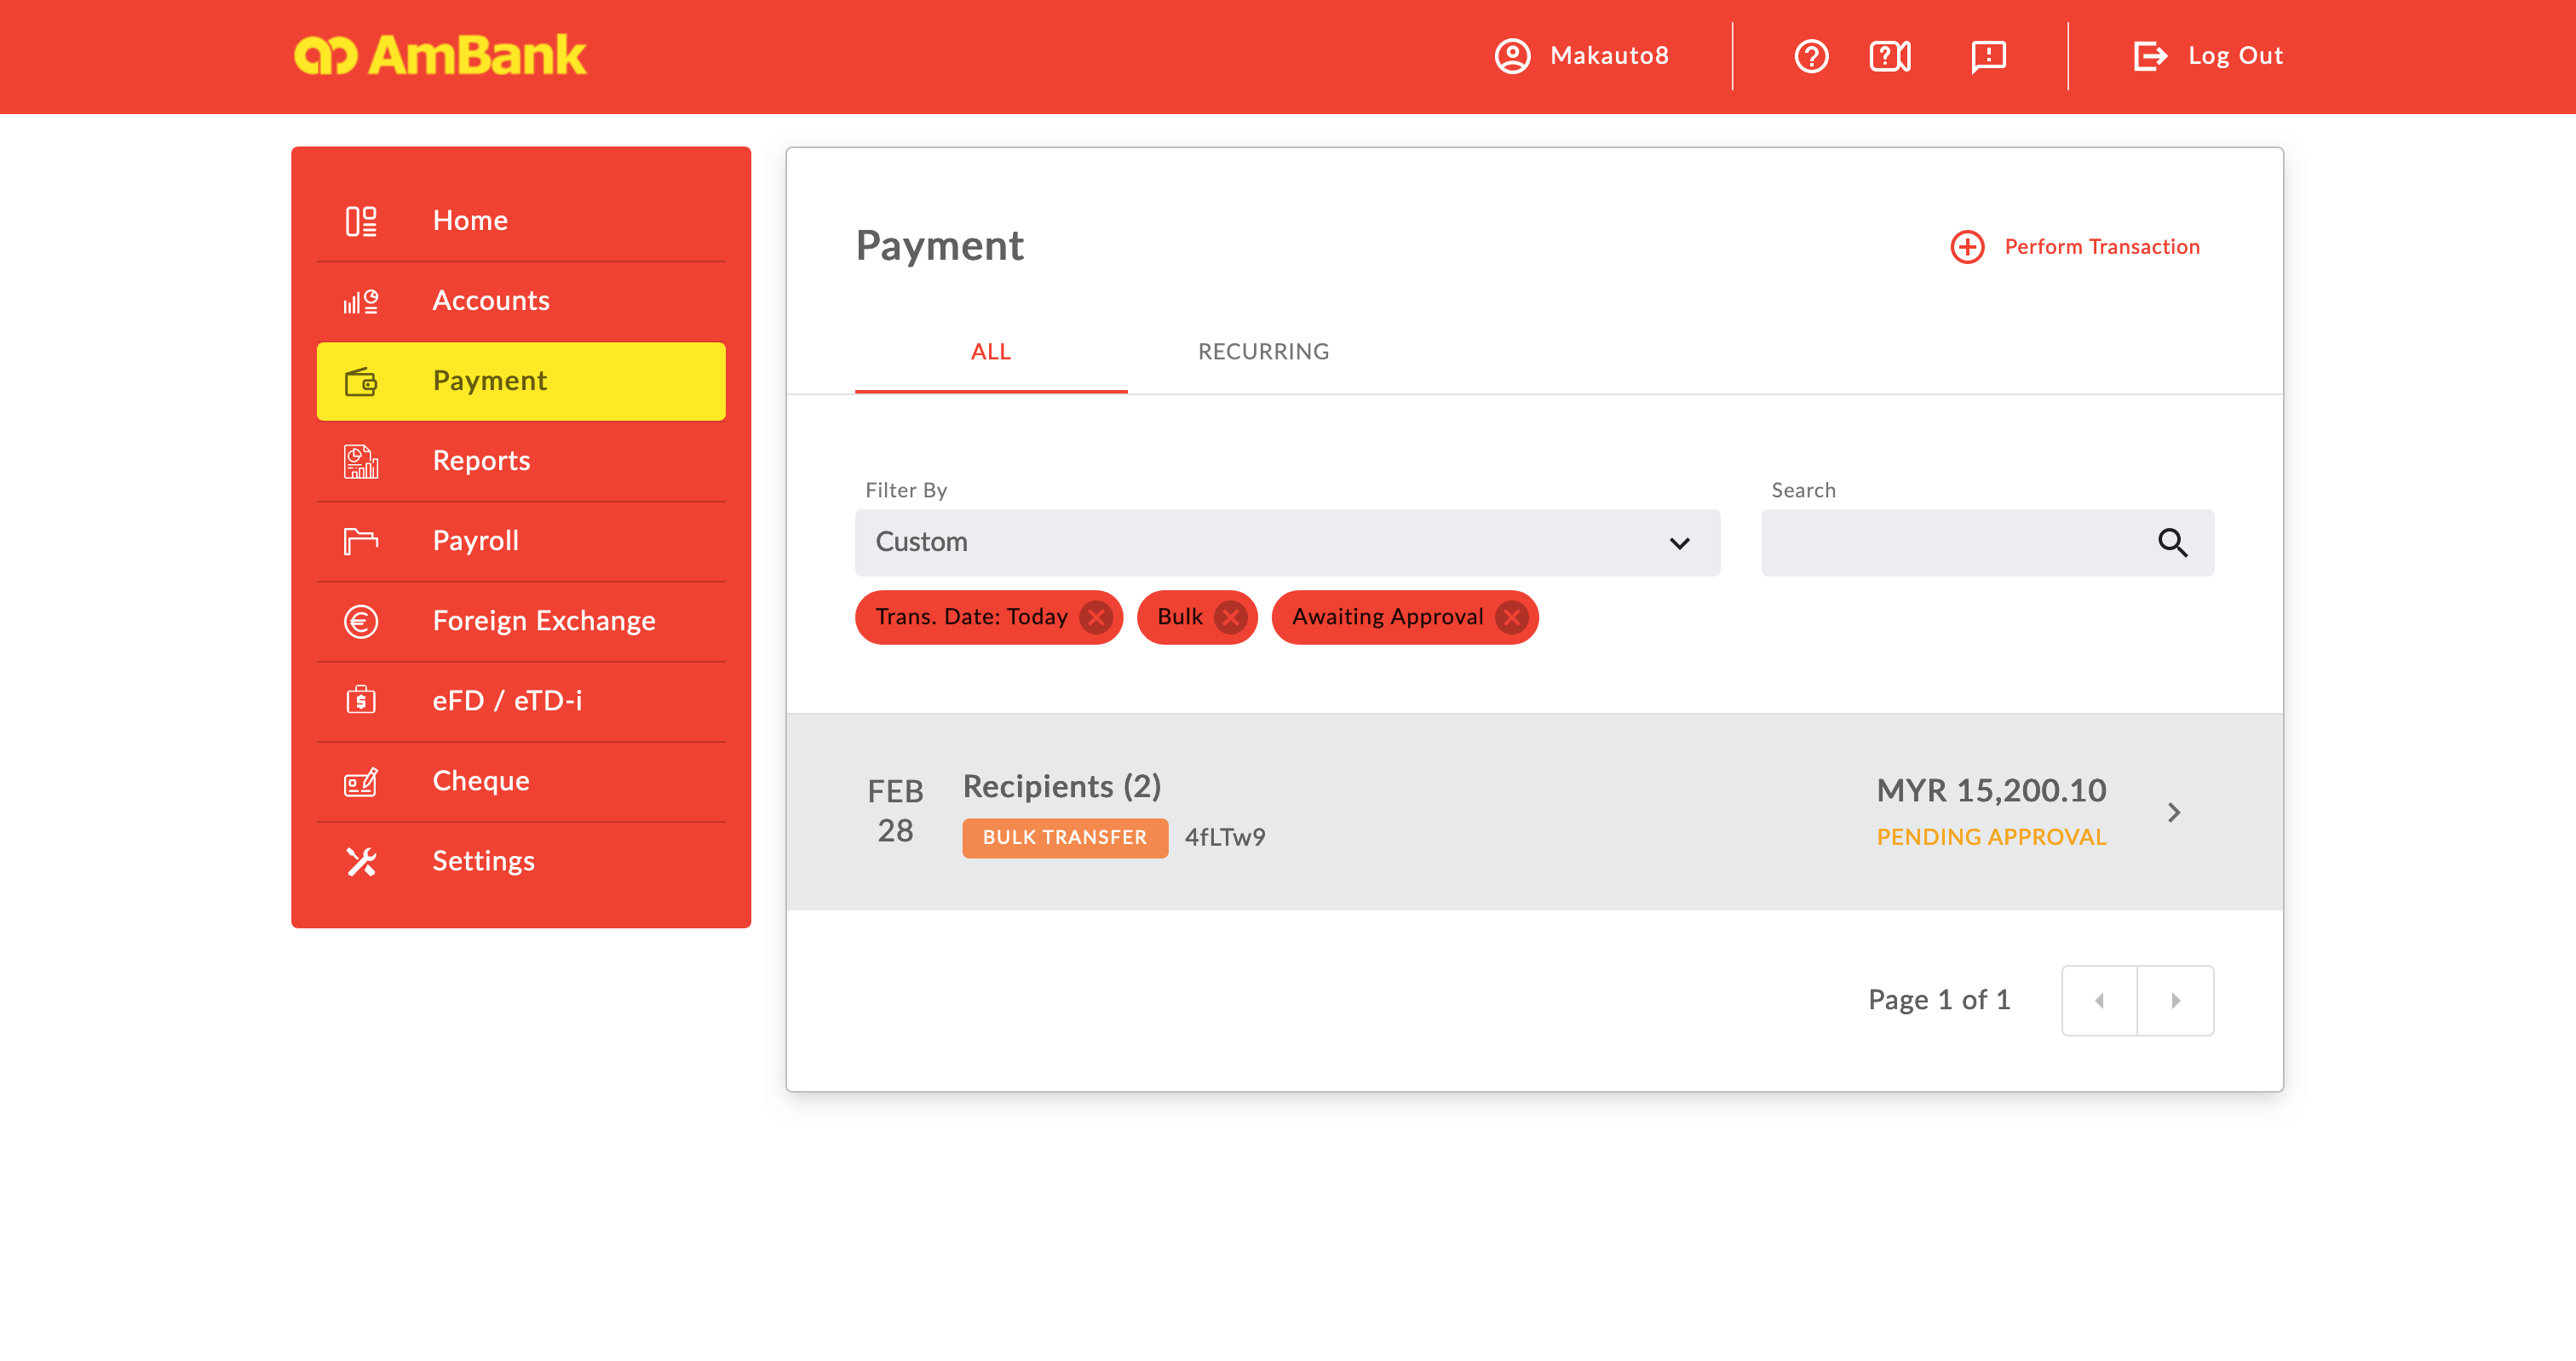 AmBank
Makauto8
Log Out
Home
Accounts
Payment
Reports
Payroll
Foreign Exchange
eFD / eTD-i
Cheque
Settings
Payment
Perform Transaction
ALL
RECURRING
Filter By
Search
Custom
Trans. Date: Today
Bulk
Awaiting Approval
FEB
28
Recipients (2)
BULK TRANSFER
4fLTw9
MYR 15,200.10
PENDING APPROVAL
Page 1 of 1